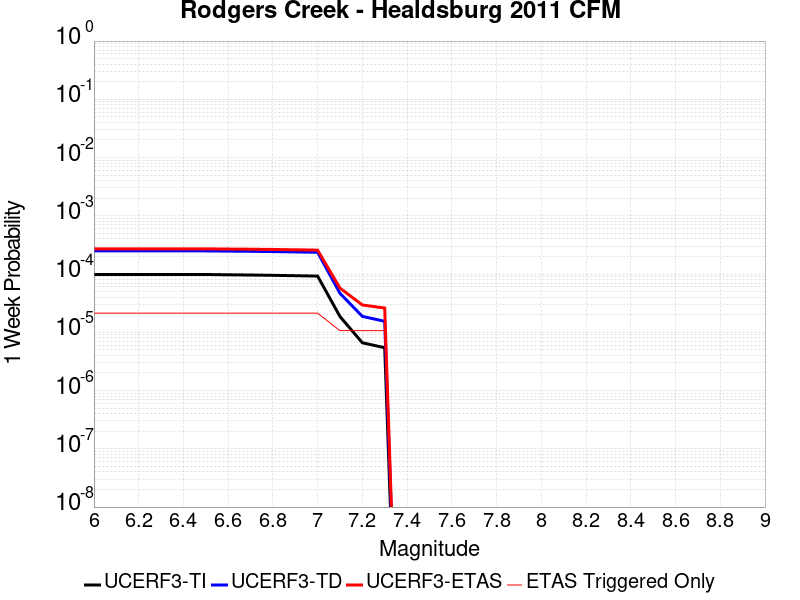 Rodgers Creek - Healdsburg 2011 CFM
1 Week Probability
10^0
10^-1
10^-2
10^-3
10^-4
10^-5
10^-6
10^-7
10^-8
6 6.2 6.4 6.6 6.8 7 7.2 7.4 7.6 7.8 8 8.2 8.4 8.6 8.8 9
Magnitude
UCERF3-TI UCERF3-TD UCERF3-ETAS ETAS Triggered Only